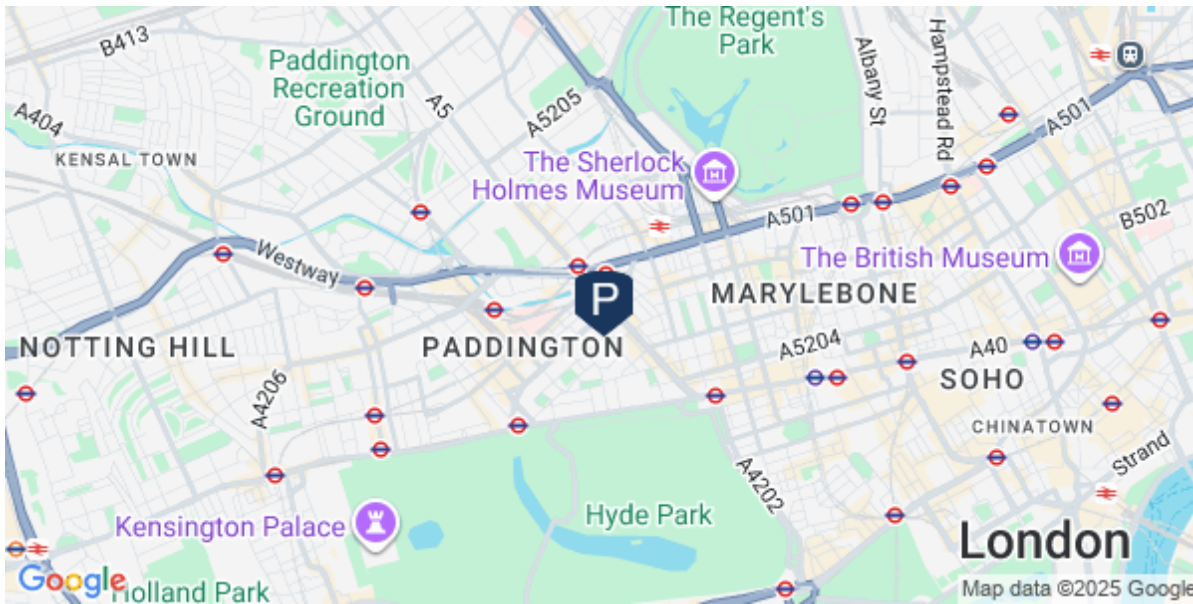 The Regent's
Park
B413
Paddington
Recreation
Ground
A5
A5205
Albany St
Hampstead Rd
A501
A404
KENSAL TOWN
The Sherlock
Holmes Museum
A501
B502
Westway
The British Museum
MARYLEBONE
P
NOTTING HILL
PADDINGTON
A5204
A40
SOHO
A4206
CHINATOWN
Strand
A4202
Kensington Palace
Hyde Park
London
Google
Holland Park
Map data ©2025 Google